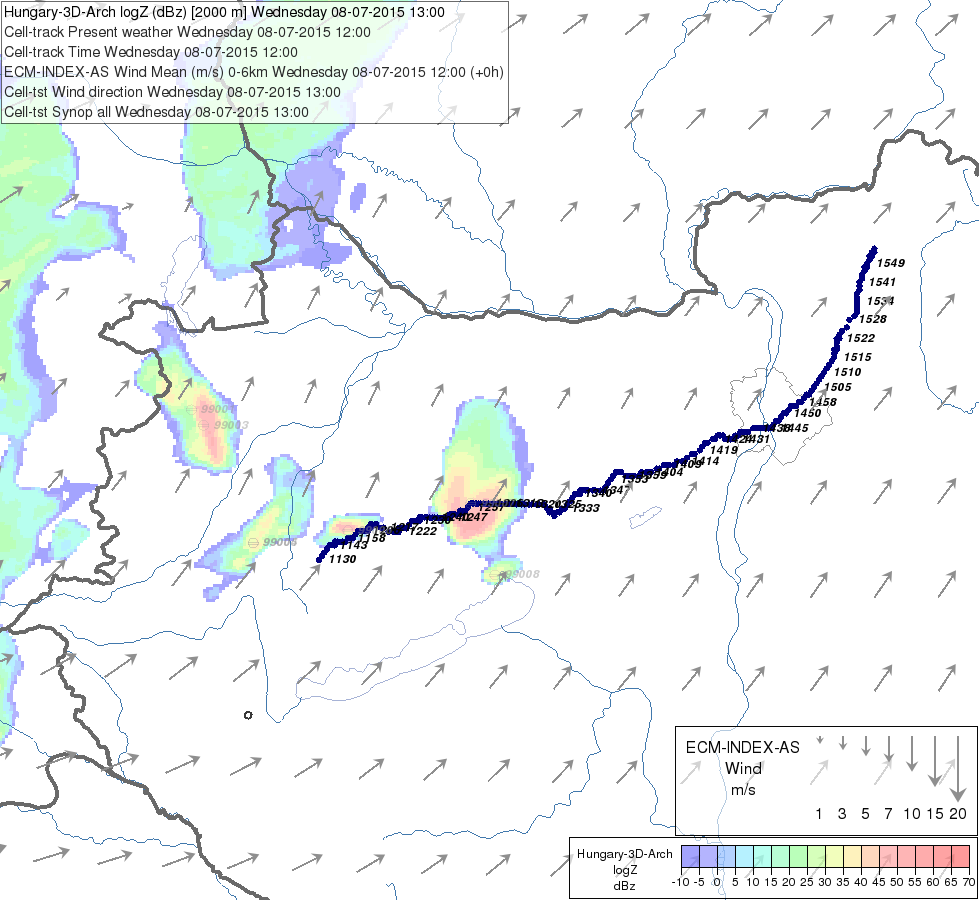 Hungary-3D-Arch logZ (dBz) [2000 m] Wednesday 08-07-2015 13:00
Cell-track Present weather Wednesday 08-07-2015 12:00
Cell-track Time Wednesday 08-07-2015 12:00
ECM-INDEX-AS Wind Mean (m/s) 0-6km Wednesday 08-07-2015 12:00 (+0h)
Cell-tst Wind direction Wednesday 08-07-2015 13:00
Cell-tst Synop all Wednesday 08-07-2015 13:00
1549
1541
1534
1528
1522
1515
1510
1505
1458
1450
1445
1431
1419
1414
1409
1404
1333
1247
1222
1158
1143
1130
99001
99003
99008
ECM-INDEX-AS
Wind
m/s
1 3 5 7 10 15 20
Hungary-3D-Arch
logZ
dBz
-10 -5 0 5 10 15 20 25 30 35 40 45 50 55 60 65 70